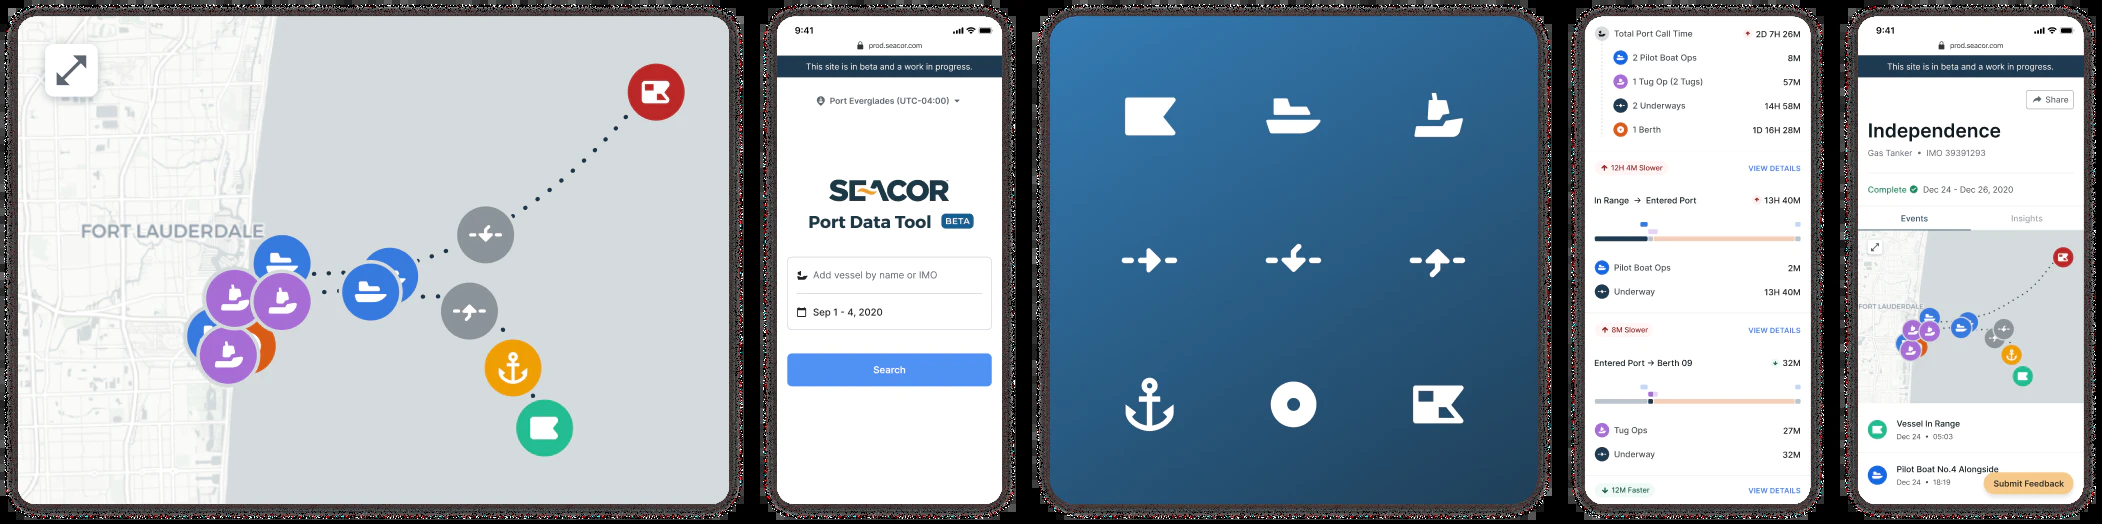 FORT LAUDERDALE
9:41
prod.seacor.com
This site is in beta and a work in progress.
Port Everglades (UTC-04:00)
SEACOR
Port Data Tool BETA
Add vessel by name or IMO
Sep 1 - 4, 2020
Search
Total Port Call Time 2D 7H 26M
2 Pilot Boat Ops 8M
1 Tug Op (2 Tugs) 57M
2 Underways 14H 58M
1 Berth 1D 16H 28M
12H 4M Slower VIEW DETAILS
In Range → Entered Port 13H 40M
Pilot Boat Ops 2M
Underway 13H 40M
8M Slower VIEW DETAILS
Entered Port → Berth 09 32M
Tug Ops 27M
Underway 32M
12M Faster VIEW DETAILS
9:41
prod.seacor.com
This site is in beta and a work in progress.
Share
Independence
Gas Tanker • IMO 39391293
Complete Dec 24 - Dec 26, 2020
Events Insights
FORT LAUDERDALE
Vessel In Range
Dec 24 • 05:03
Pilot Boat No.4 Alongside
Dec 24 • 18:19
Submit Feedback